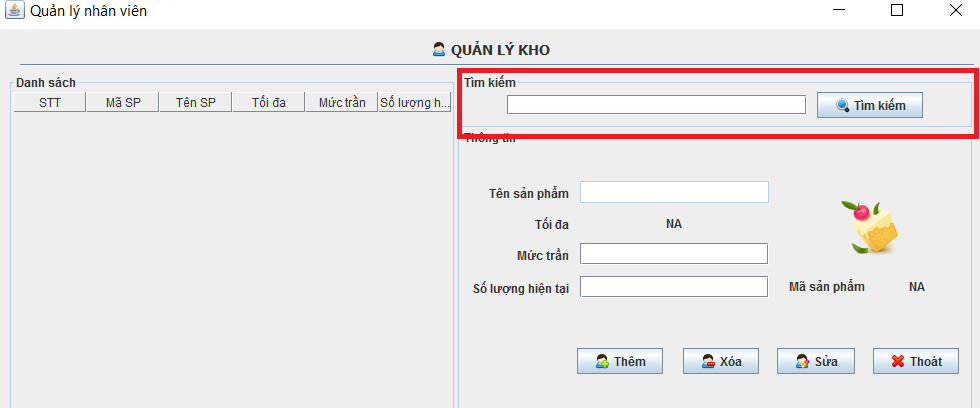 Quản lý nhân viên
QUẢN LÝ KHO
Danh sách
STT Mã SP Tên SP Tối đa Mức trần Số lượng h...
Tìm kiếm
Tìm kiếm
Thông tin
Tên sản phẩm
Tối đa NA
Mức trần
Số lượng hiện tại Mã sản phẩm NA
Thêm Xóa Sửa Thoát